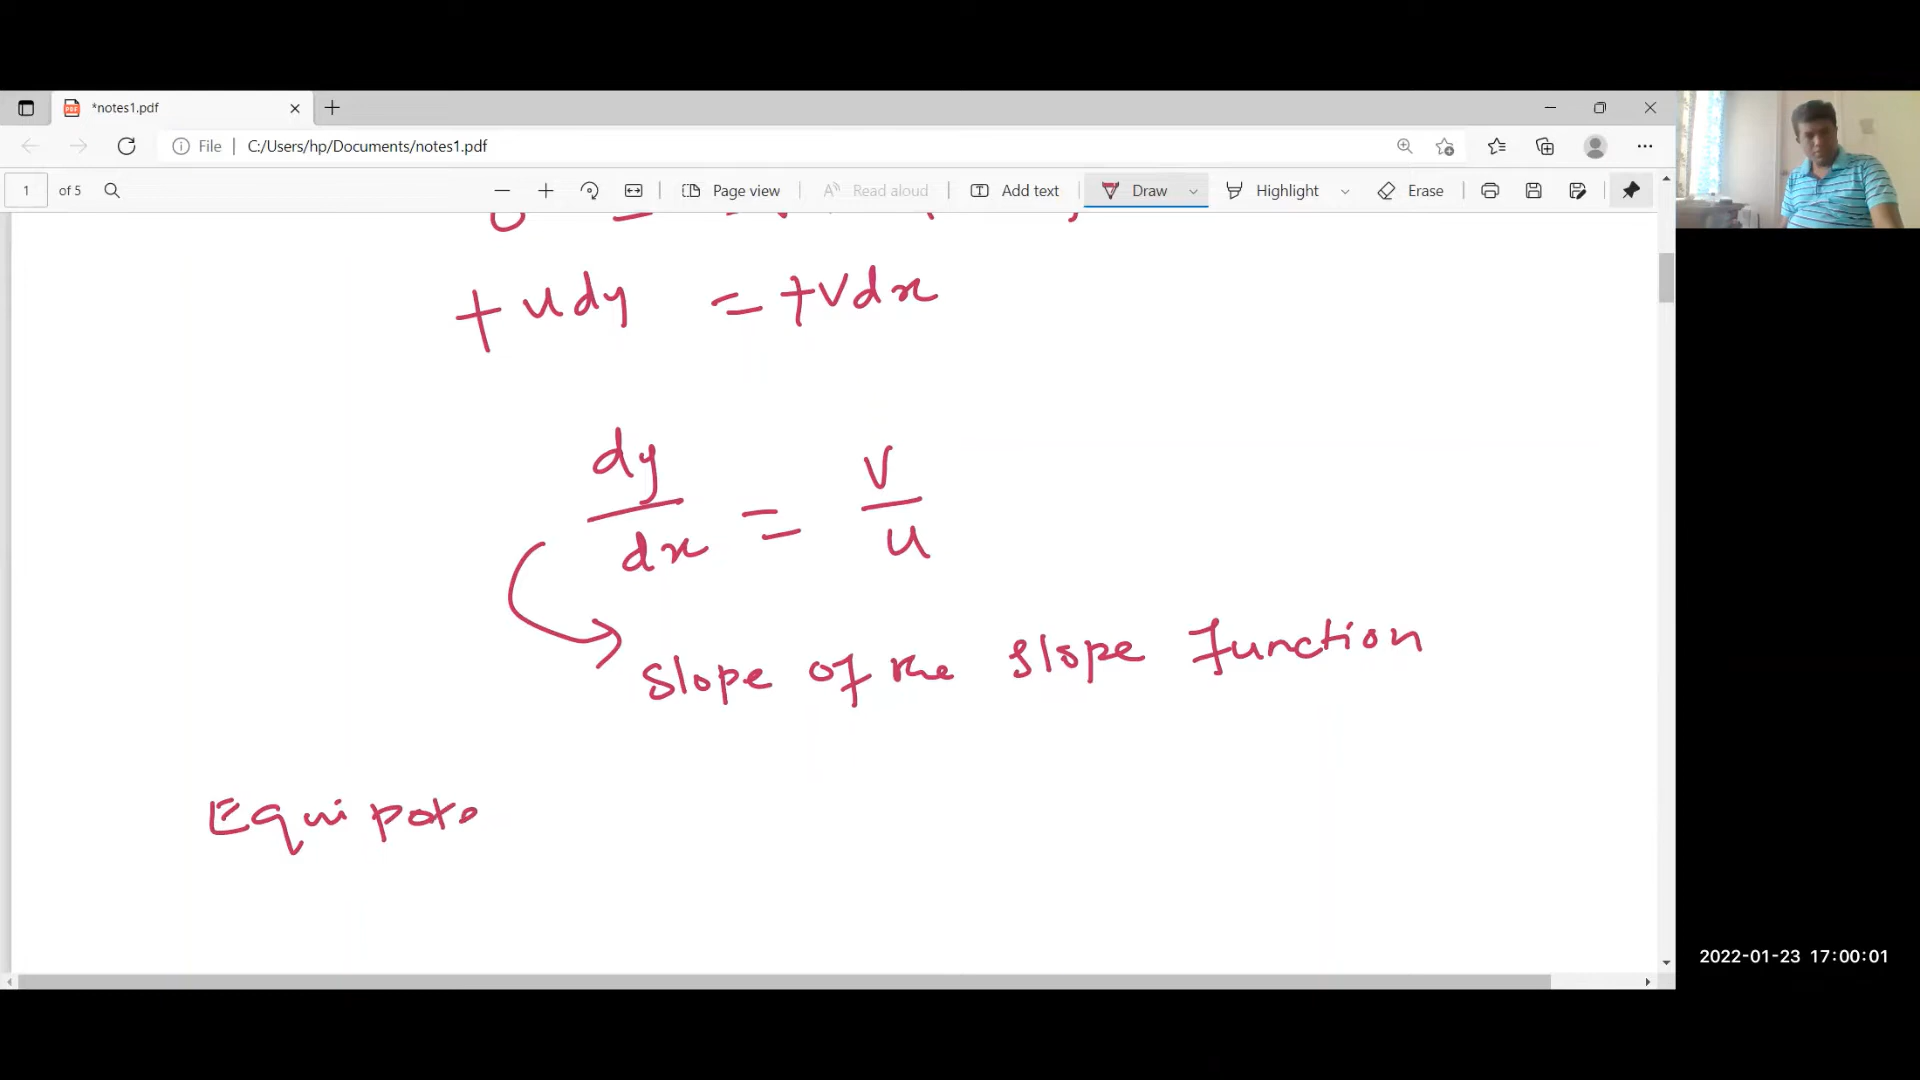 *notes1.pdf
File C:/Users/hp/Documents/notes1.pdf
1 of 5 Page view Read aloud Add text Draw Highlight Erase
+ udy = + vdx
dy/dx = v/u
slope of the slope function
Equi pote
2022-01-23 17:00:01